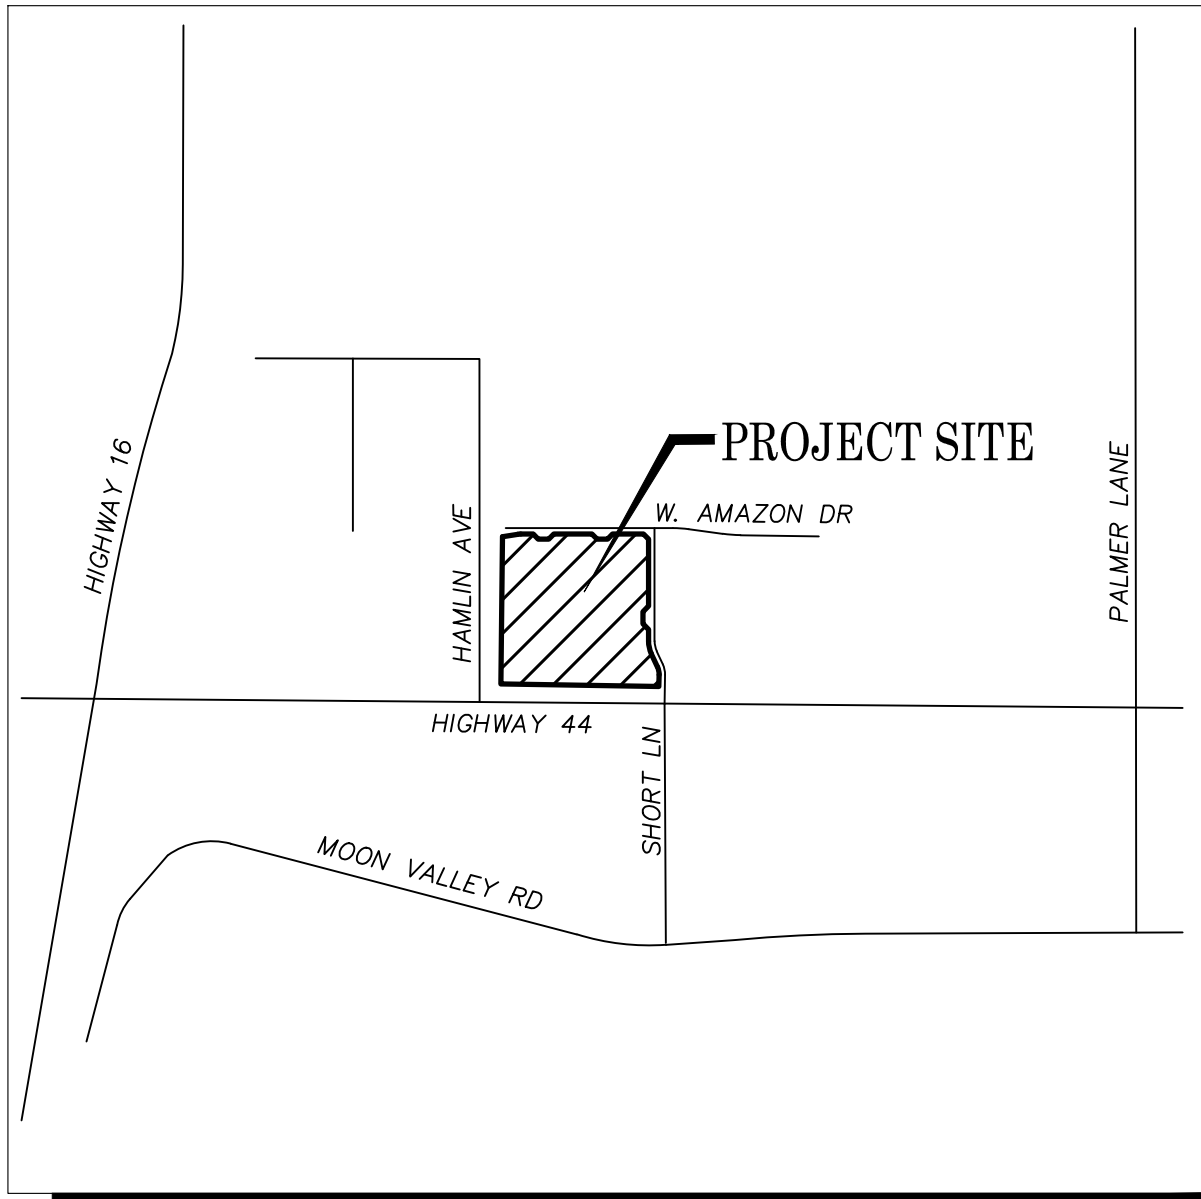 PROJECT SITE
HIGHWAY 16
HAMLIN AVE
W. AMAZON DR
PALMER LANE
HIGHWAY 44
SHORT LN
MOON VALLEY RD